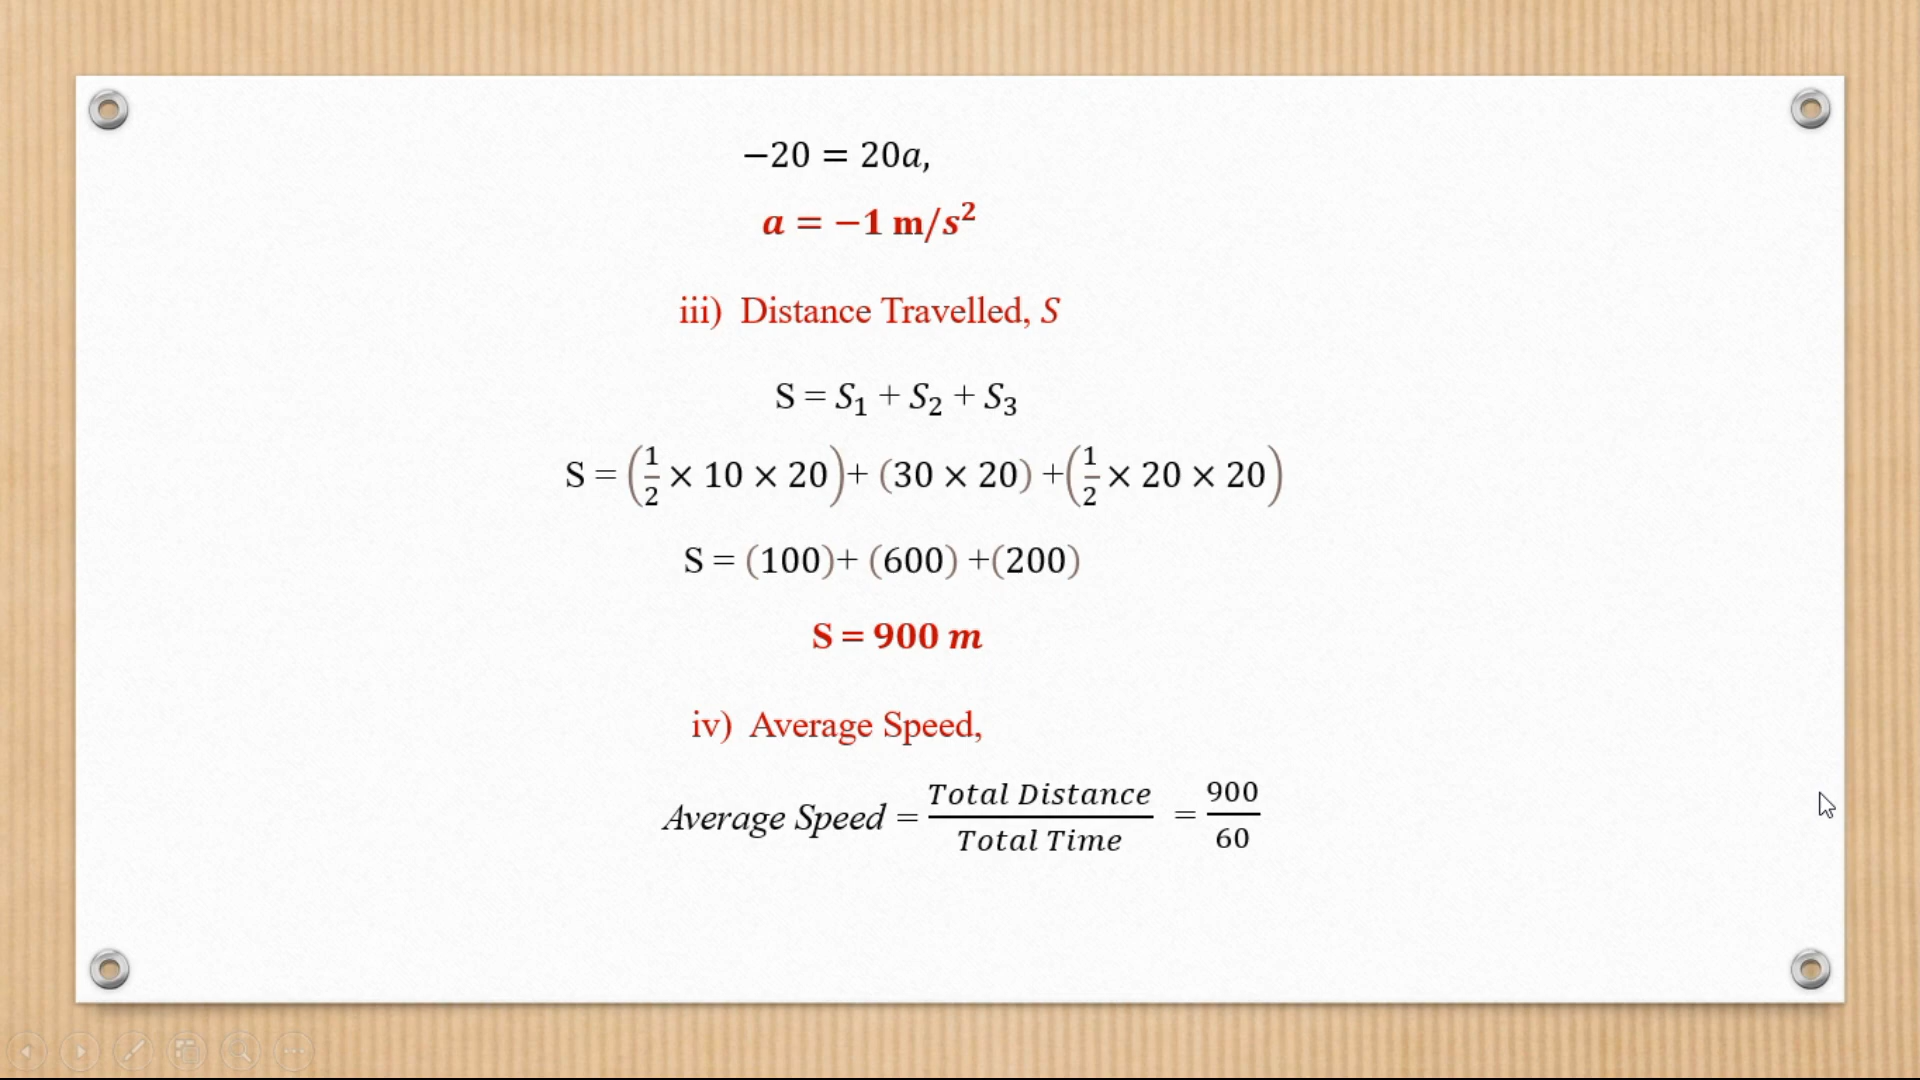 −20 = 20a,
a = −1 m/s²
iii) Distance Travelled, S
S = S₁ + S₂ + S₃
S = (1/2 × 10 × 20)+ (30 × 20) +(1/2 × 20 × 20)
S = (100)+ (600) +(200)
S = 900 m
iv) Average Speed,
Average Speed = Total Distance / Total Time = 900/60